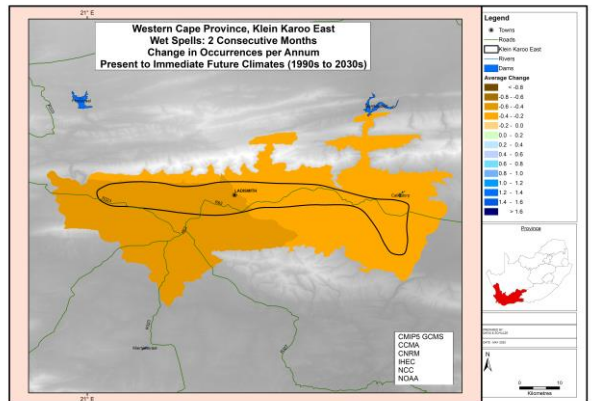 21° E
Western Cape Province, Klein Karoo East
Wet Spells: 2 Consecutive Months
Change in Occurrences per Annum
Present to Immediate Future Climates (1990s to 2030s)
LADISMITH
CMIP5 GCMS
CCMA
CNRM
IHEC
NCC
NGAA
21° E
Legend
Towns
Roads
Klein Karoo East
Rivers
Dams
Average Change
< -0.8
-0.8 - -0.6
-0.6 - -0.4
-0.4 - -0.2
-0.2 - 0.0
0.0 - 0.2
0.2 - 0.4
0.4 - 0.6
0.6 - 0.8
0.8 - 1.0
1.0 - 1.2
1.2 - 1.4
1.4 - 1.6
> 1.6
Province
N
0 10
Kilometres